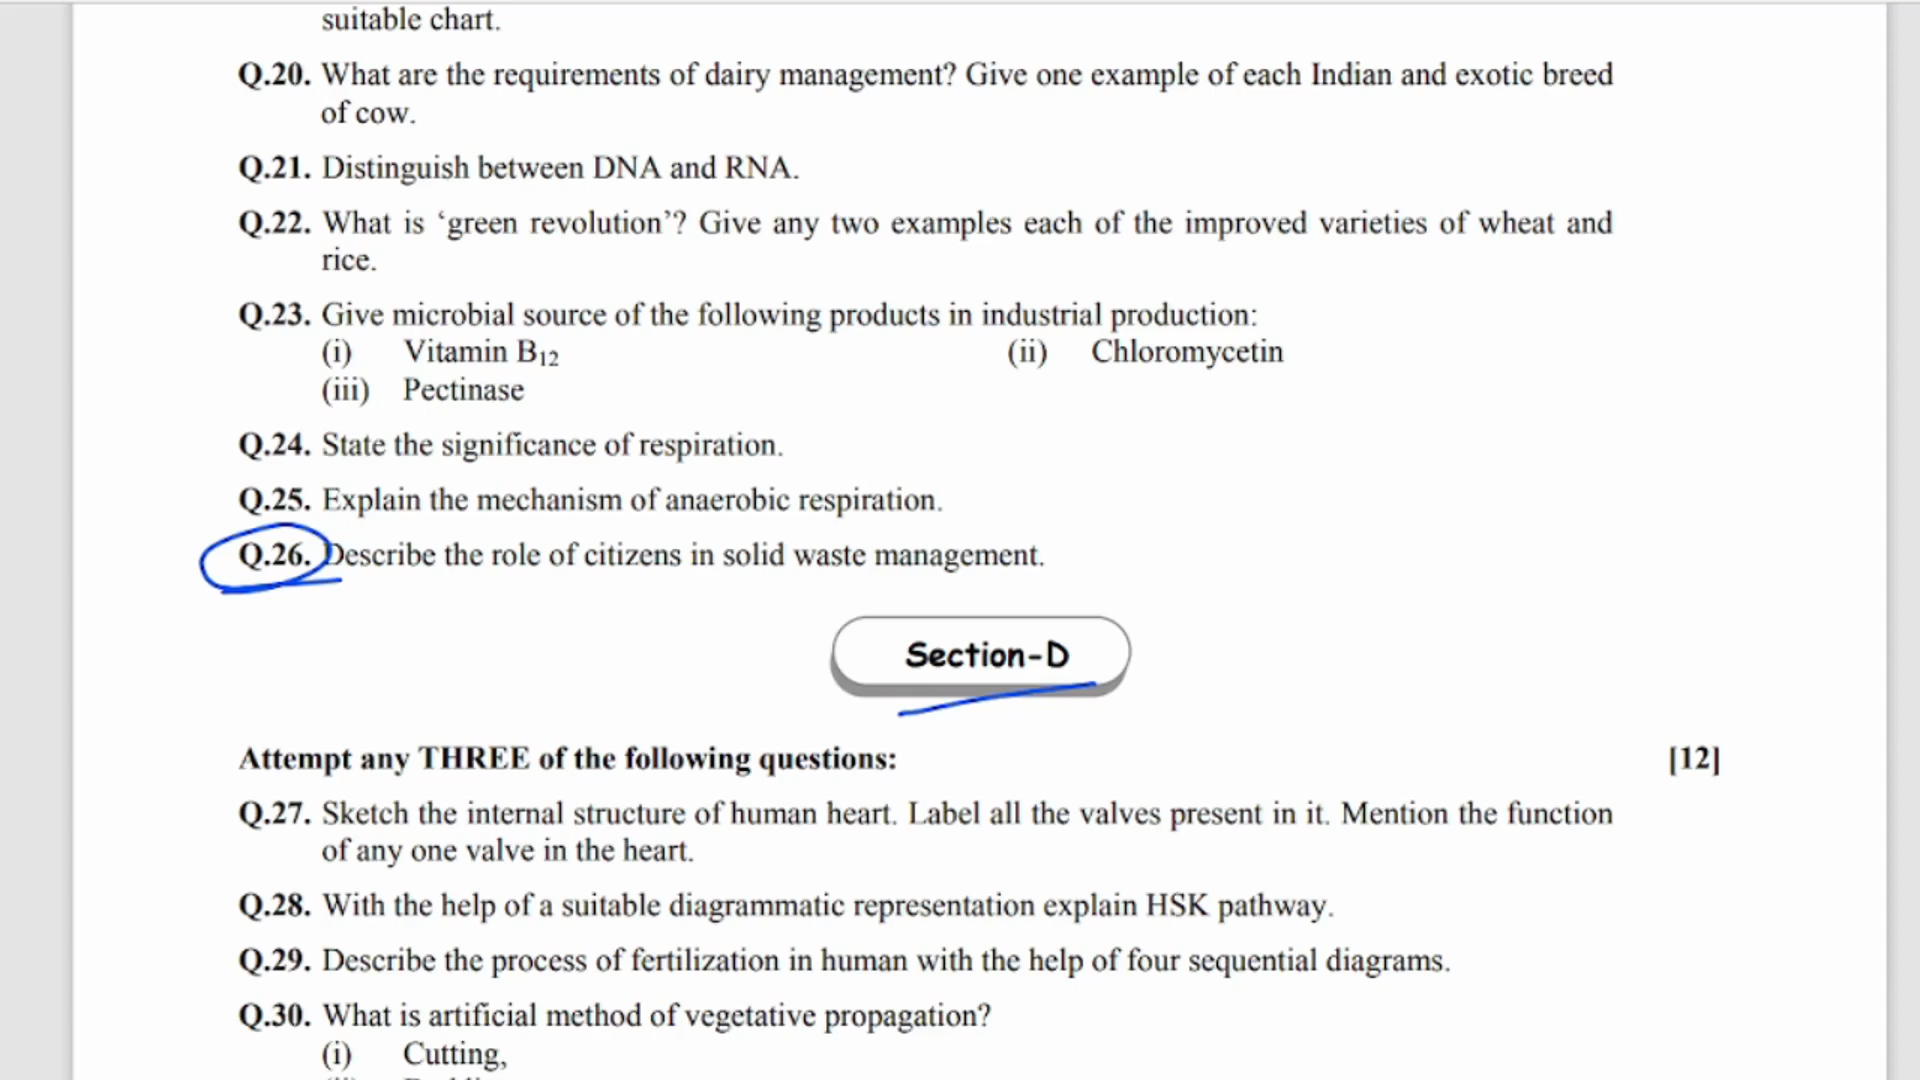 suitable chart.
Q.20. What are the requirements of dairy management? Give one example of each Indian and exotic breed
of cow.
Q.21. Distinguish between DNA and RNA.
Q.22. What is ‘green revolution’? Give any two examples each of the improved varieties of wheat and
rice.
Q.23. Give microbial source of the following products in industrial production:
(i) Vitamin B₁₂ (ii) Chloromycetin
(iii) Pectinase
Q.24. State the significance of respiration.
Q.25. Explain the mechanism of anaerobic respiration.
Q.26. Describe the role of citizens in solid waste management.
Section-D
Attempt any THREE of the following questions: [12]
Q.27. Sketch the internal structure of human heart. Label all the valves present in it. Mention the function
of any one valve in the heart.
Q.28. With the help of a suitable diagrammatic representation explain HSK pathway.
Q.29. Describe the process of fertilization in human with the help of four sequential diagrams.
Q.30. What is artificial method of vegetative propagation?
(i) Cutting,